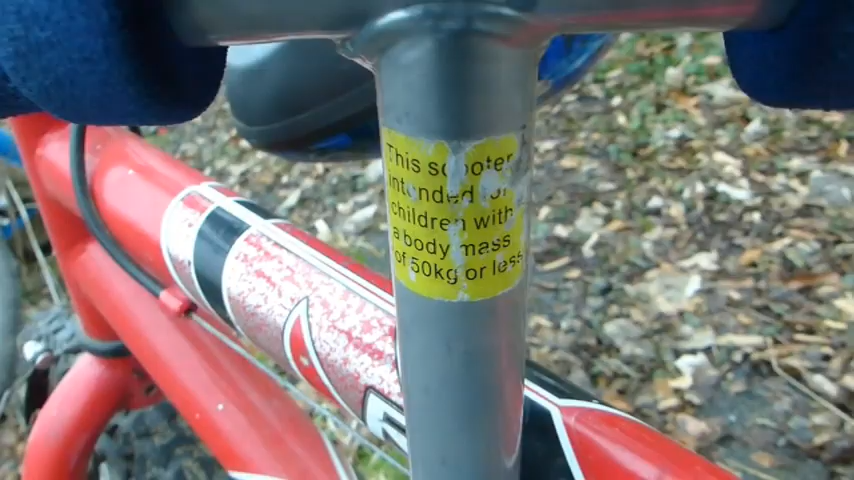 This scooter
intended for
children with
a body mass
of 50kg or less